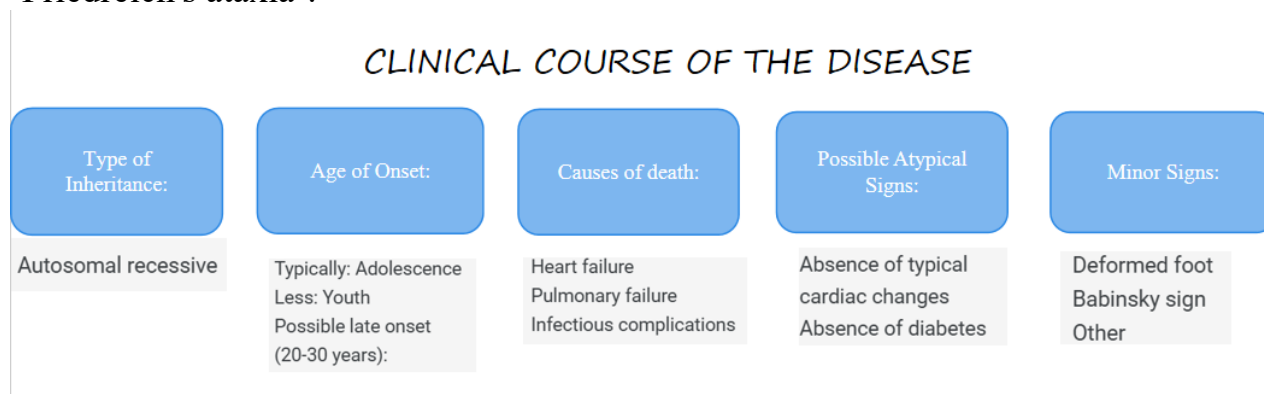 Friedreich's ataxia".
CLINICAL COURSE OF THE DISEASE
Type of
Inheritance:
Autosomal recessive
Age of Onset:
Typically: Adolescence
Less: Youth
Possible late onset
(20-30 years):
Causes of death:
Heart failure
Pulmonary failure
Infectious complications
Possible Atypical
Signs:
Absence of typical
cardiac changes
Absence of diabetes
Minor Signs:
Deformed foot
Babinsky sign
Other